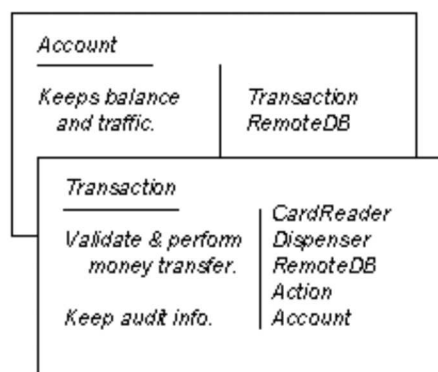 Account
Keeps balance
and traffic.
Transaction
RemoteDB
Transaction
Validate & perform
money transfer.
Keep audit info.
CardReader
Dispenser
RemoteDB
Action
Account